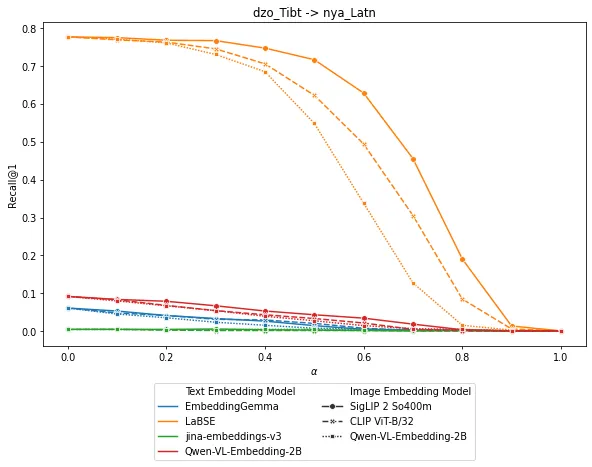 dzo_Tibt -> nya_Latn
0.8
0.7
0.6
0.5
0.4
0.3
0.2
0.1
0.0
Recall@1
0.0 0.2 0.4 0.6 0.8 1.0
α
Text Embedding Model Image Embedding Model
EmbeddingGemma SigLIP 2 So400m
LaBSE CLIP ViT-B/32
jina-embeddings-v3 Qwen-VL-Embedding-2B
Qwen-VL-Embedding-2B